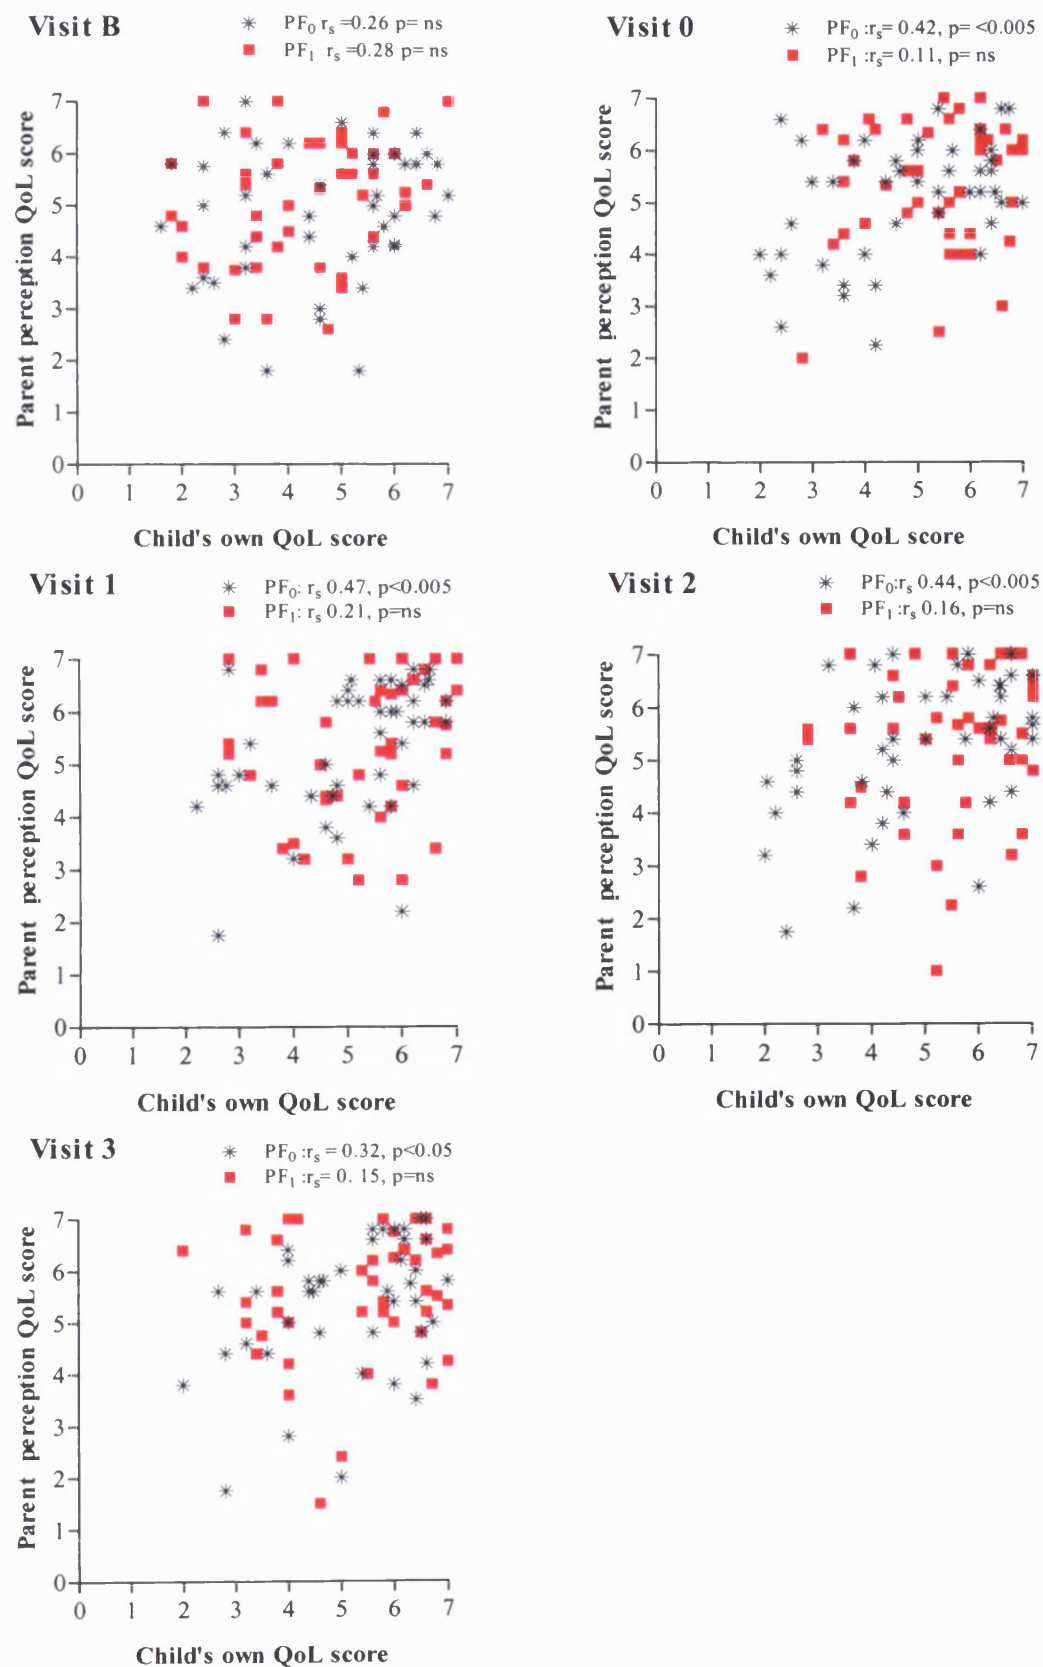 Visit B
PF0 rs =0.26 p= ns
PF1 rs =0.28 p= ns
Parent perception QoL score
7
6
5
4
3
2
1
0
0 1 2 3 4 5 6 7
Child's own QoL score
Visit 0
PF0 :rs= 0.42, p= <0.005
PF1 :rs= 0.11, p= ns
Parent perception QoL score
7
6
5
4
3
2
1
0
0 1 2 3 4 5 6 7
Child's own QoL score
Visit 1
PF0: rs 0.47, p<0.005
PF1: rs 0.21, p=ns
Parent perception QoL score
7
6
5
4
3
2
1
0
0 1 2 3 4 5 6 7
Child's own QoL score
Visit 2
PF0:rs 0.44, p<0.005
PF1 :rs 0.16, p=ns
Parent perception QoL score
7
6
5
4
3
2
1
0
0 1 2 3 4 5 6 7
Child's own QoL score
Visit 3
PF0 :rs = 0.32, p<0.05
PF1 :rs= 0. 15, p=ns
Parent perception QoL score
7
6
5
4
3
2
1
0
0 1 2 3 4 5 6 7
Child's own QoL score